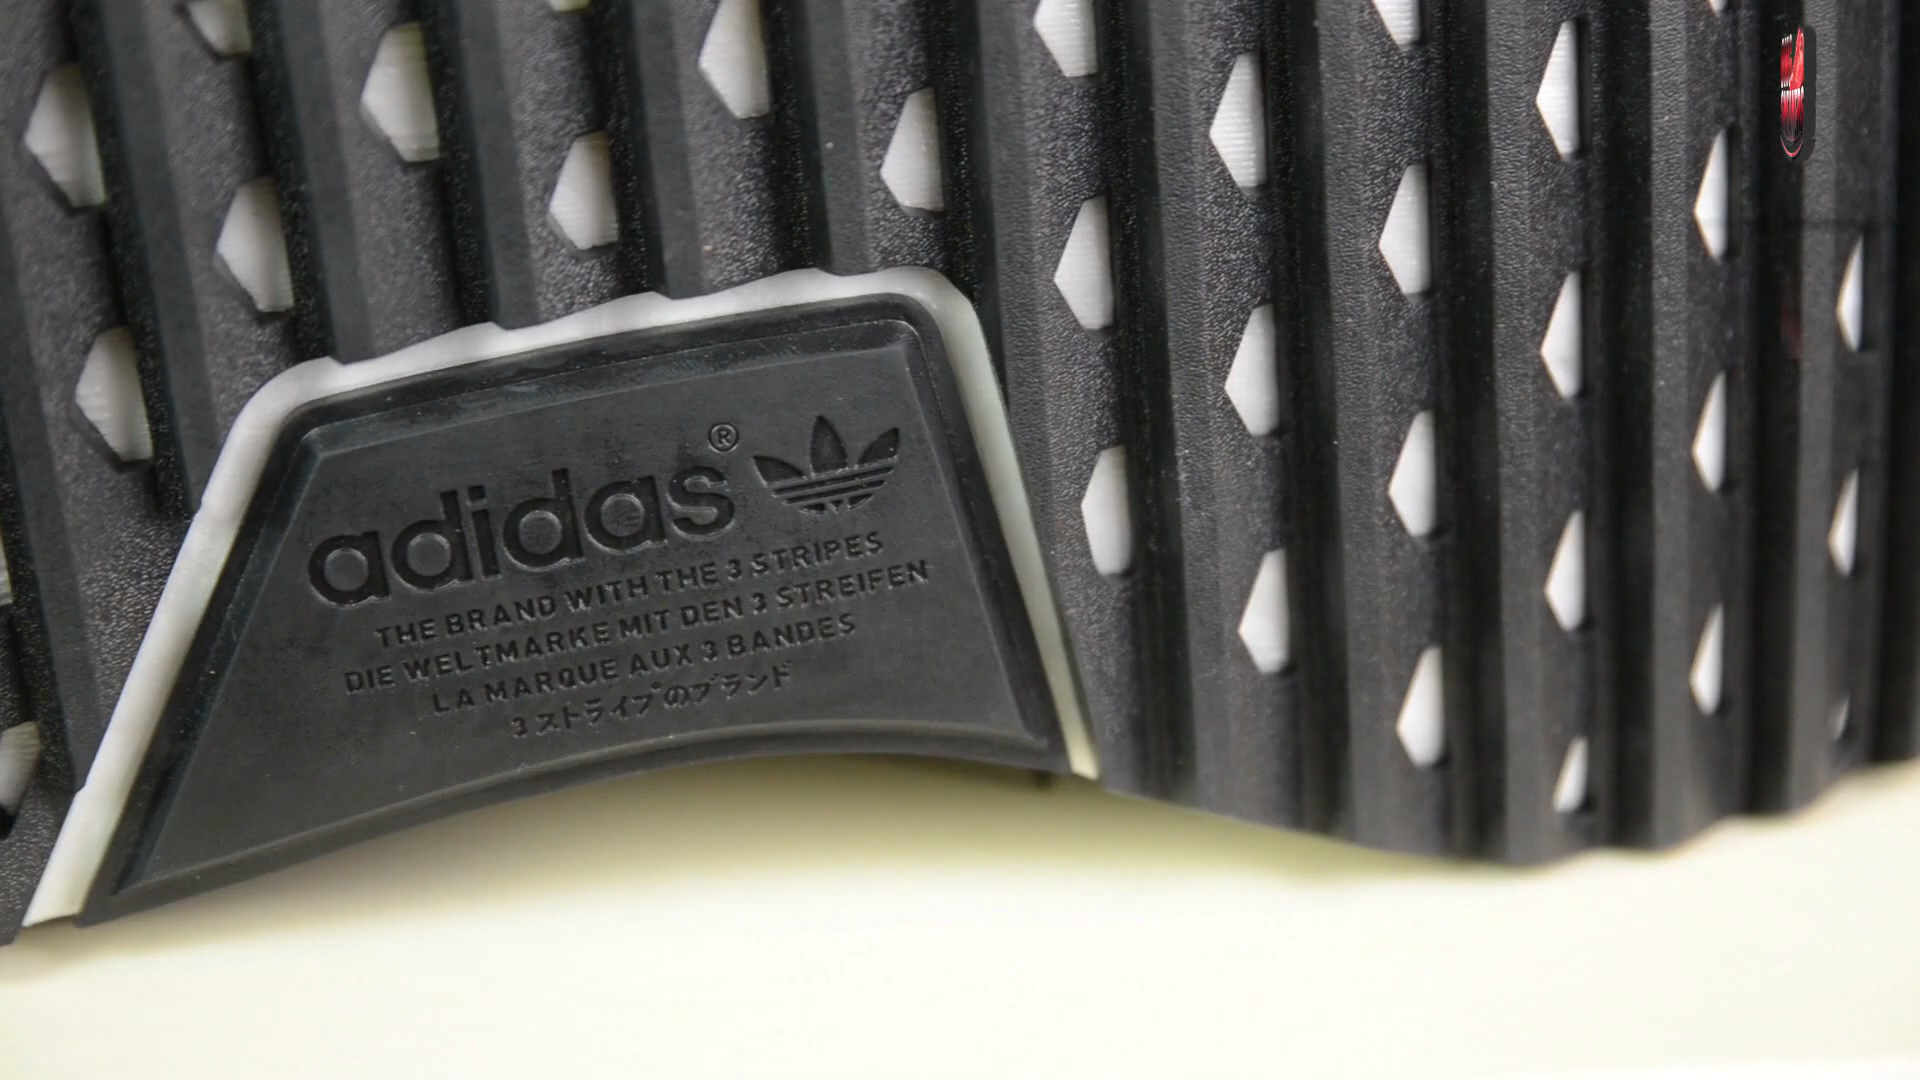 adidas®
THE BRAND WITH THE 3 STRIPES
DIE WELTMARKE MIT DEN 3 STREIFEN
LA MARQUE AUX 3 BANDES
3 ストライプのブランド